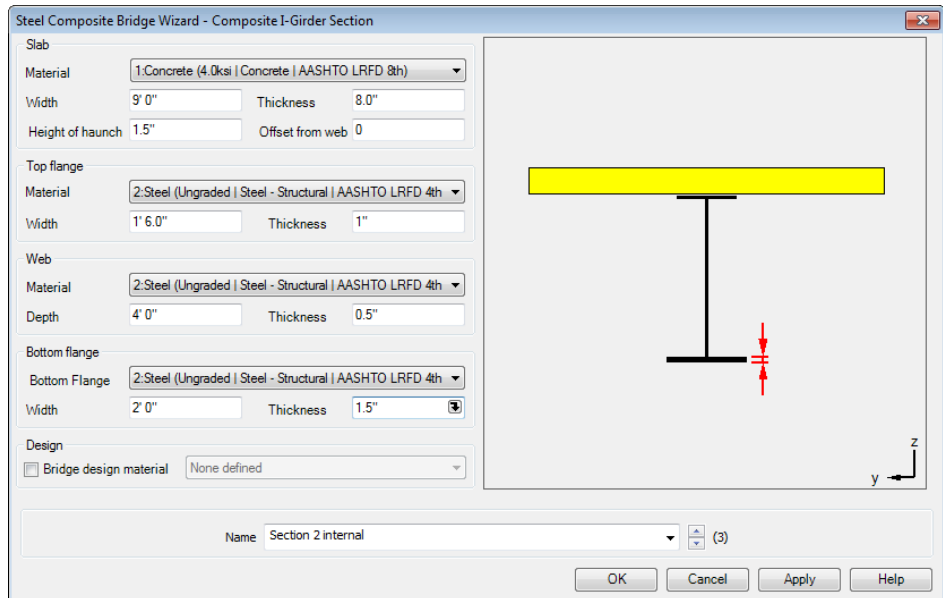 Steel Composite Bridge Wizard - Composite I-Girder Section
Slab
Material 1:Concrete (4.0ksi | Concrete | AASHTO LRFD 8th)
Width 9' 0" Thickness 8.0"
Height of haunch 1.5" Offset from web 0
Top flange
Material 2:Steel (Ungraded | Steel - Structural | AASHTO LRFD 4th
Width 1' 6.0" Thickness 1"
Web
Material 2:Steel (Ungraded | Steel - Structural | AASHTO LRFD 4th
Depth 4' 0" Thickness 0.5"
Bottom flange
Bottom Flange 2:Steel (Ungraded | Steel - Structural | AASHTO LRFD 4th
Width 2' 0" Thickness 1.5"
Design
Bridge design material None defined
z
y
Name Section 2 internal (3)
OK Cancel Apply Help